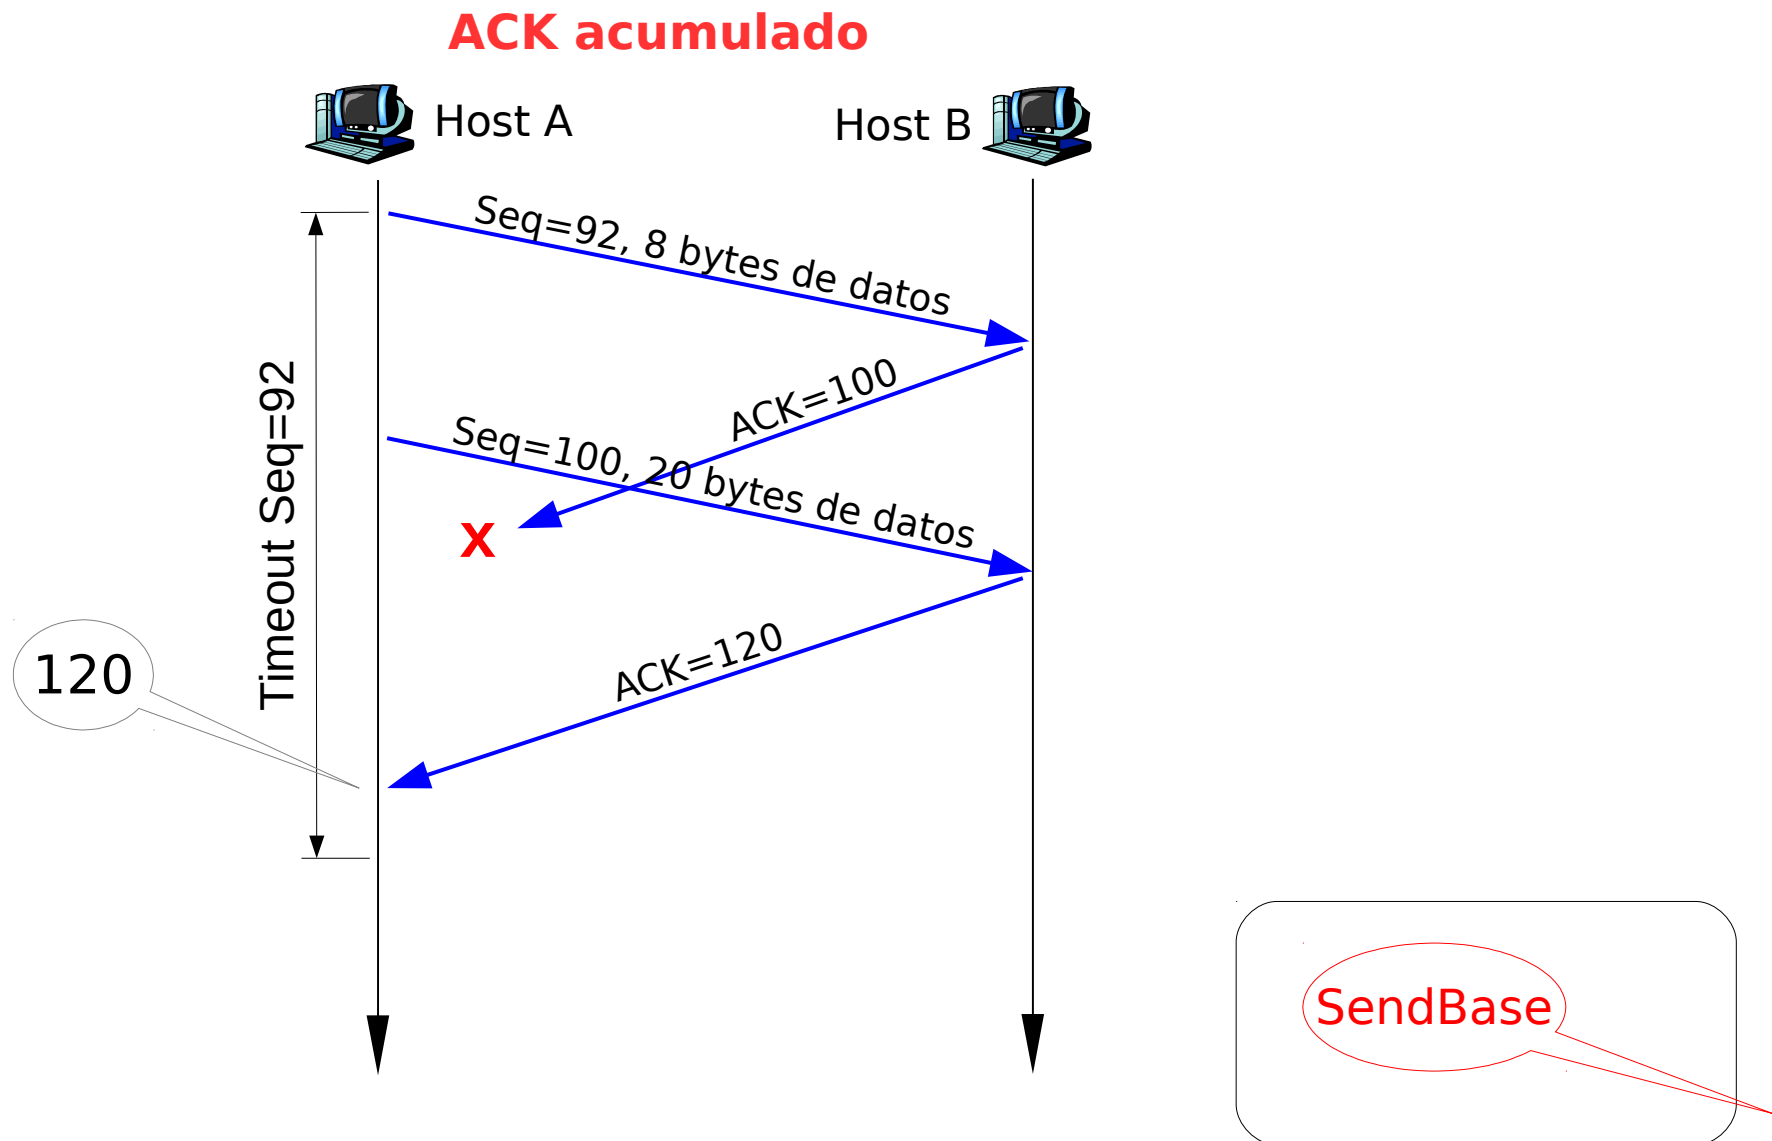 ACK acumulado
Host A
Host B
Seq=92, 8 bytes de datos
ACK=100
Timeout Seq=92
Seq=100, 20 bytes de datos
X
ACK=120
120
SendBase